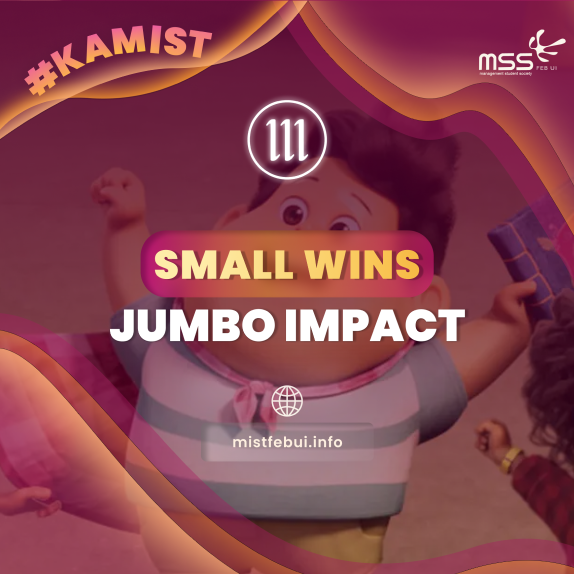 #KAMIST
mss
FEB UI
management student society
SMALL WINS
JUMBO IMPACT
mistfebui.info